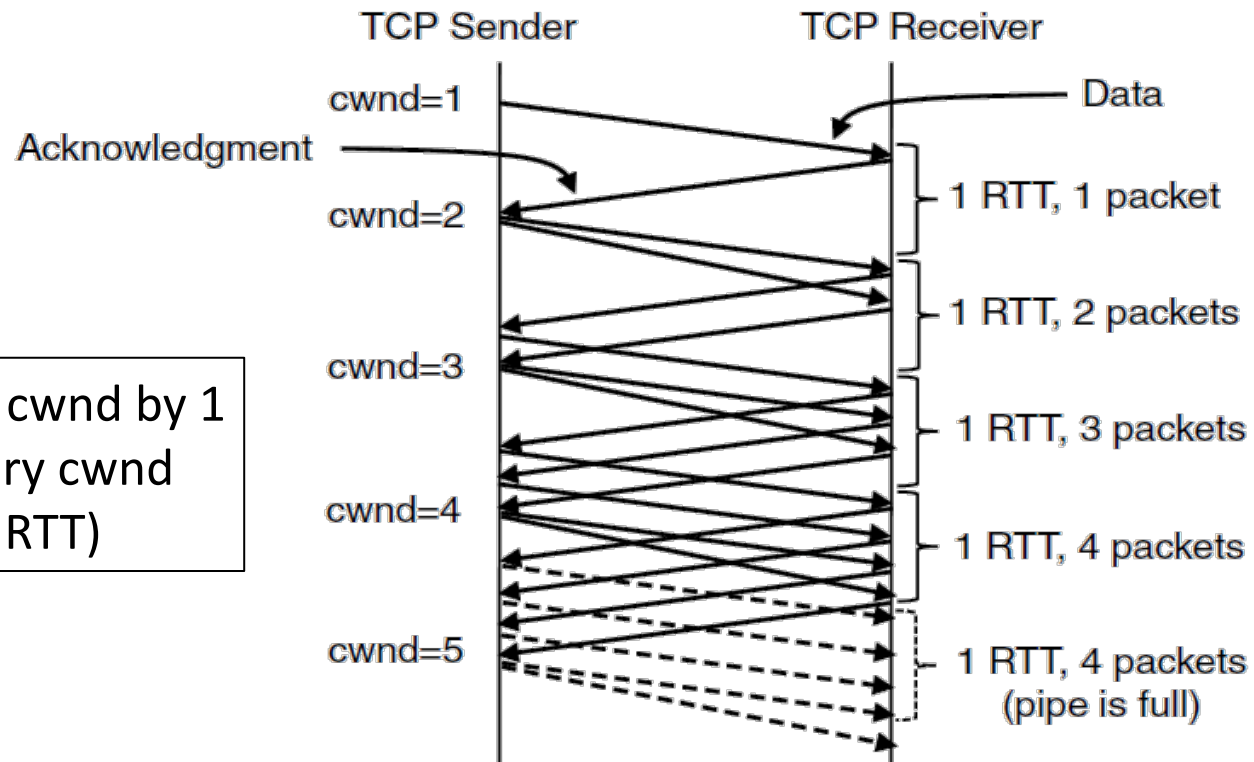 TCP Sender
TCP Receiver
cwnd=1
Data
Acknowledgment
1 RTT, 1 packet
cwnd=2
1 RTT, 2 packets
cwnd=3
cwnd by 1
ry cwnd
RTT)
1 RTT, 3 packets
cwnd=4
1 RTT, 4 packets
cwnd=5
1 RTT, 4 packets
(pipe is full)